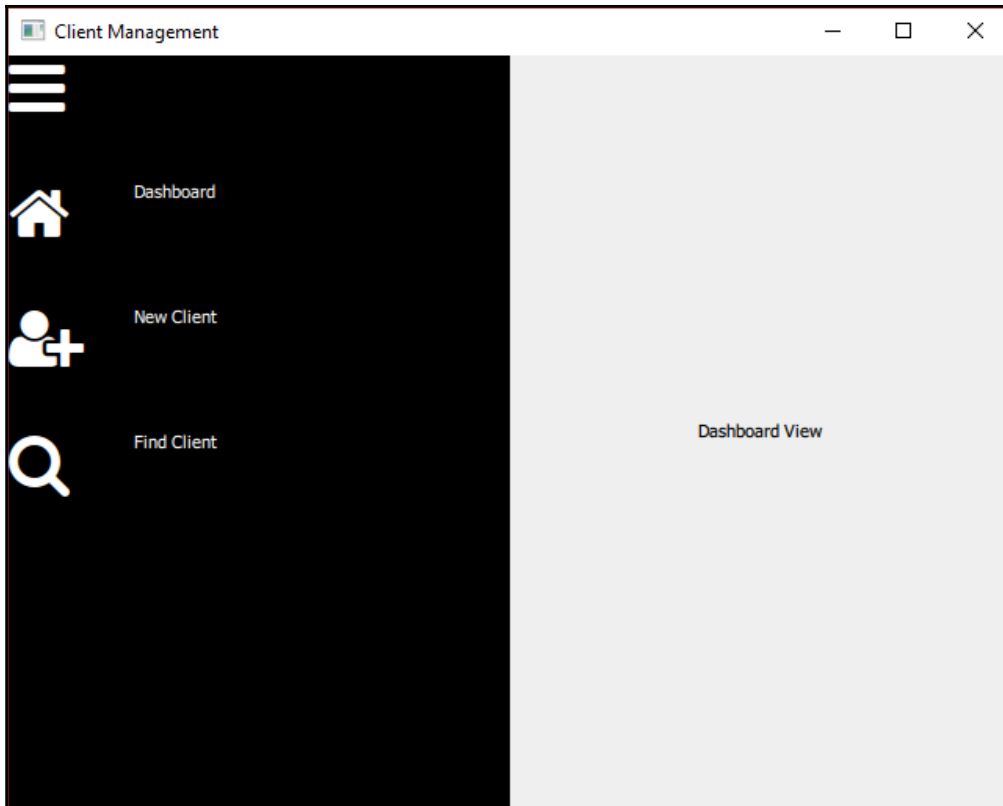 Client Management
Dashboard
New Client
Find Client
Dashboard View